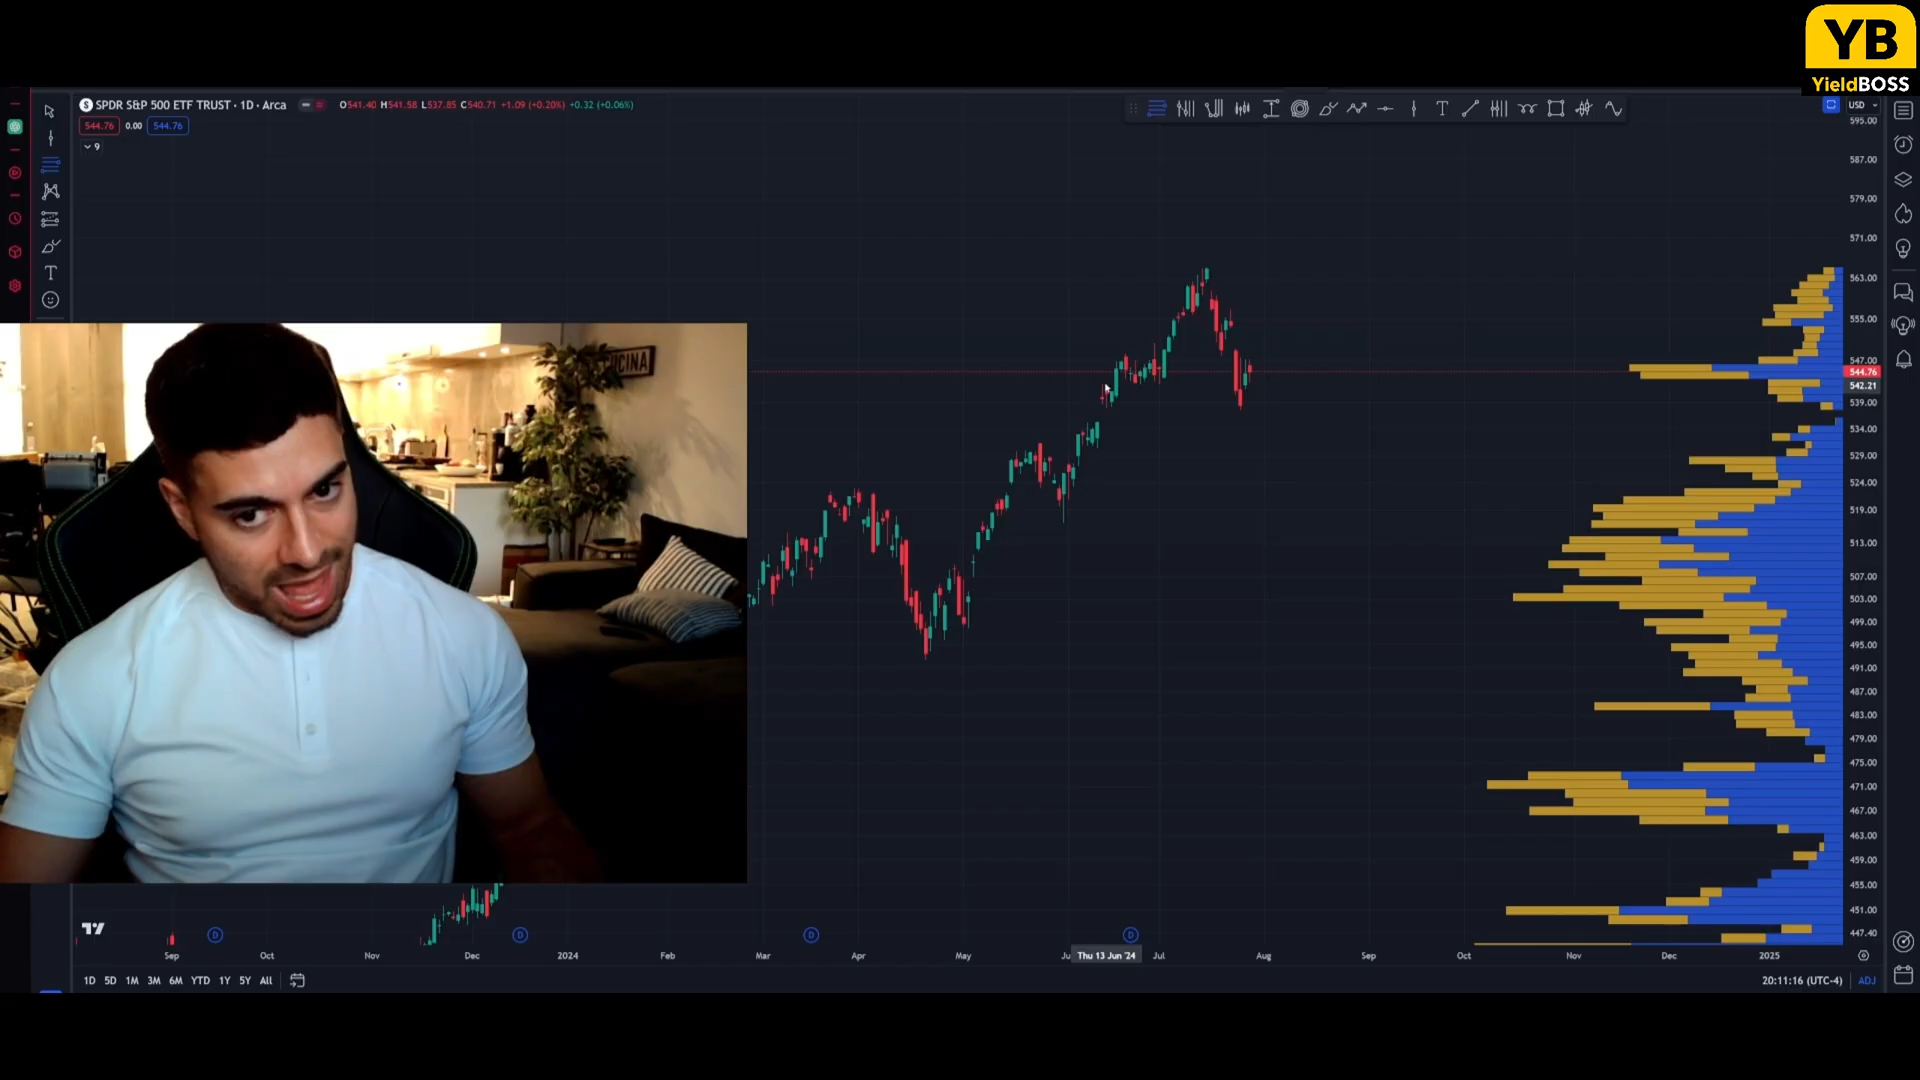 YB
YieldBOSS
SPDR S&P 500 ETF TRUST · 1D · Arca
O541.40 H541.58 L537.85 C540.71 +1.09 (+0.20%) +0.32 (+0.06%)
USD
544.76 0.00 544.76
9
595.00
587.00
579.00
571.00
563.00
555.00
547.00
544.76
542.21
539.00
534.00
529.00
524.00
519.00
513.00
507.00
503.00
499.00
495.00
491.00
487.00
483.00
479.00
475.00
471.00
467.00
463.00
459.00
455.00
451.00
447.40
CUCINA
D D D D
Sep Oct Nov Dec 2024 Feb Mar Apr May Ju Thu 13 Jun '24 Jul Aug Sep Oct Nov Dec 2025
1D 5D 1M 3M 6M YTD 1Y 5Y All
20:11:16 (UTC-4) ADJ